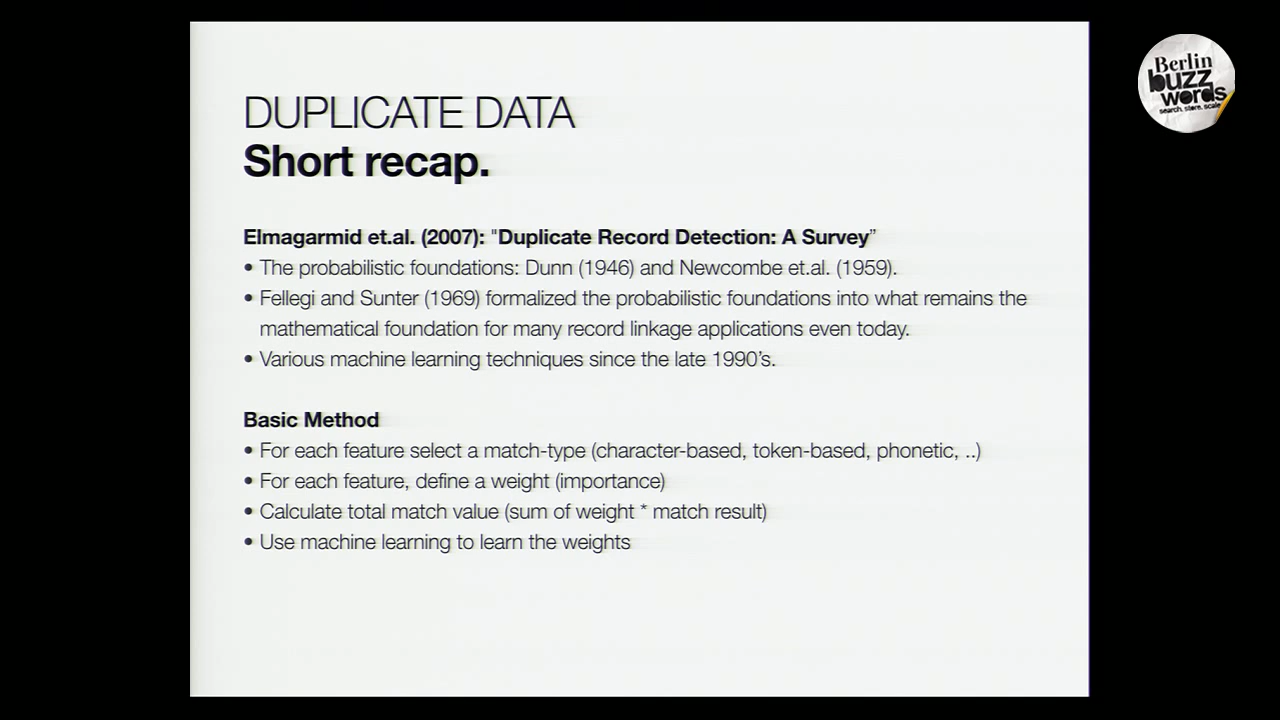 DUPLICATE DATA
Short recap.
Elmagarmid et.al. (2007): "Duplicate Record Detection: A Survey”
• The probabilistic foundations: Dunn (1946) and Newcombe et.al. (1959).
• Fellegi and Sunter (1969) formalized the probabilistic foundations into what remains the
mathematical foundation for many record linkage applications even today.
• Various machine learning techniques since the late 1990’s.
Basic Method
• For each feature select a match-type (character-based, token-based, phonetic, ..)
• For each feature, define a weight (importance)
• Calculate total match value (sum of weight * match result)
• Use machine learning to learn the weights
Berlin
buzz
words
search. store. scale